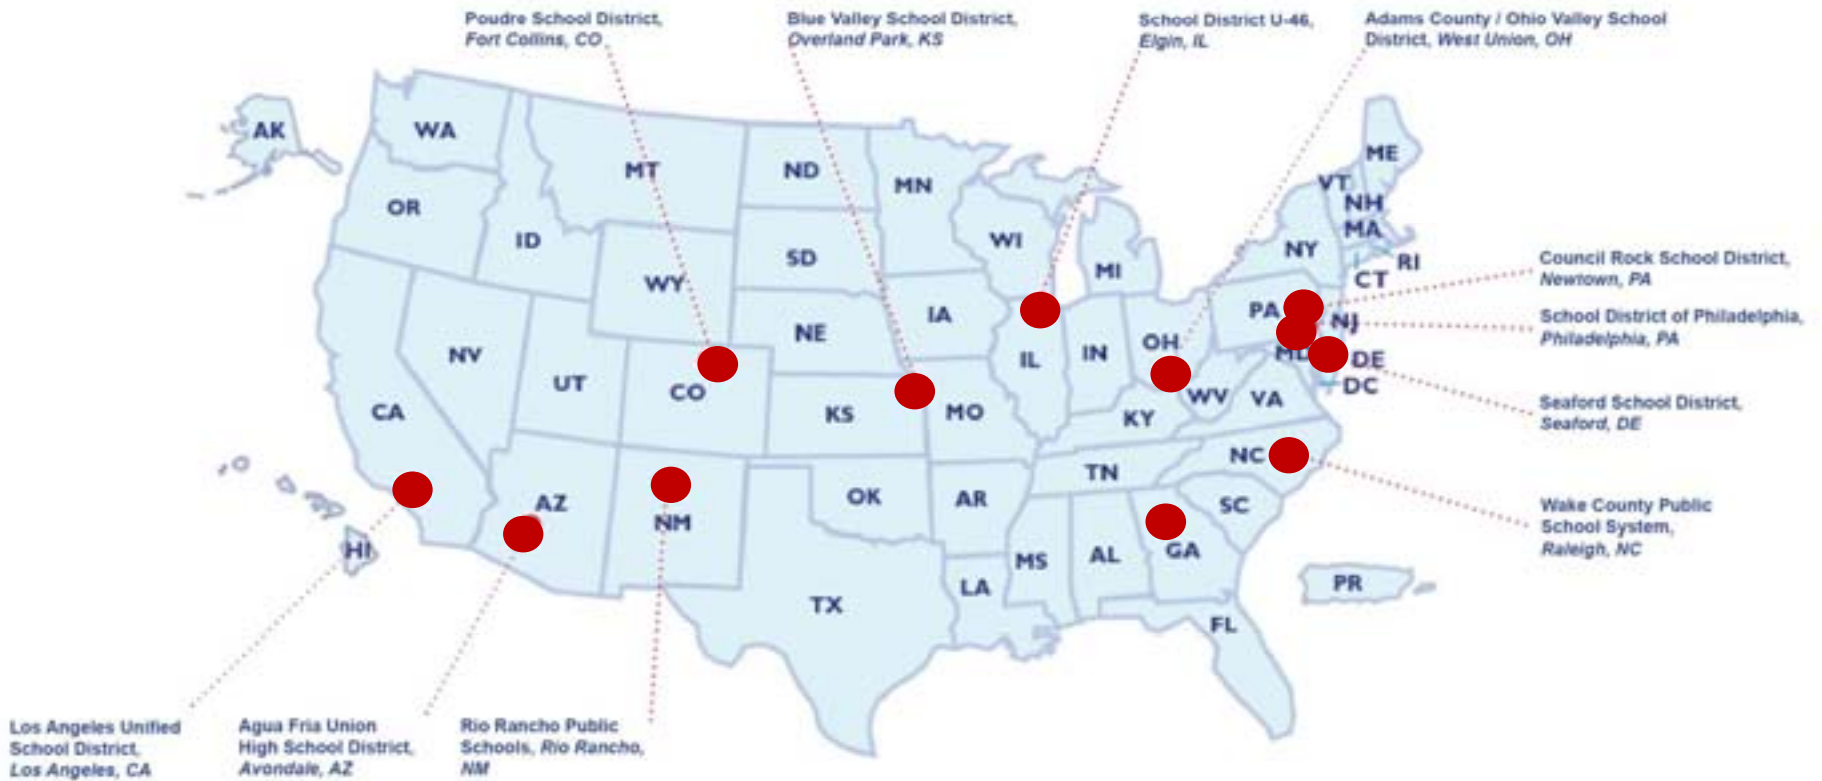 Poudre School District,
Fort Collins, CO
Blue Valley School District,
Overland Park, KS
School District U-46,
Elgin, IL
Adams County / Ohio Valley School
District, West Union, OH
AK
WA
MT
ND
MN
ME
VT
NH
MA
OR
ID
SD
WI
MI
NY
RI
CT
WY
IA
PA
NJ
NE
NV
UT
CO
IL
IN
OH
MD
DE
DC
CA
KS
MO
KY
WV
VA
NC
TN
AZ
NM
OK
AR
SC
HI
MS
AL
GA
LA
TX
PR
FL
Council Rock School District,
Newtown, PA
School District of Philadelphia,
Philadelphia, PA
Seaford School District,
Seaford, DE
Wake County Public
School System,
Raleigh, NC
Los Angeles Unified
School District,
Los Angeles, CA
Agua Fria Union
High School District,
Avondale, AZ
Rio Rancho Public
Schools, Rio Rancho,
NM